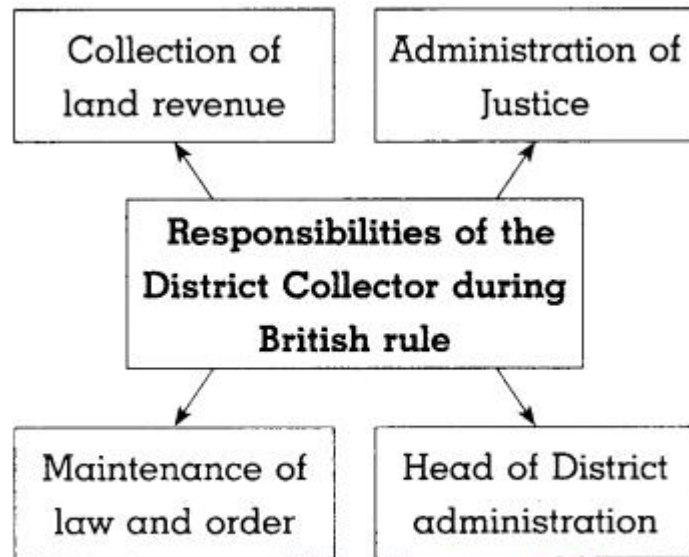 Collection of
land revenue
Administration of
Justice
Responsibilities of the
District Collector during
British rule
Maintenance of
law and order
Head of District
administration